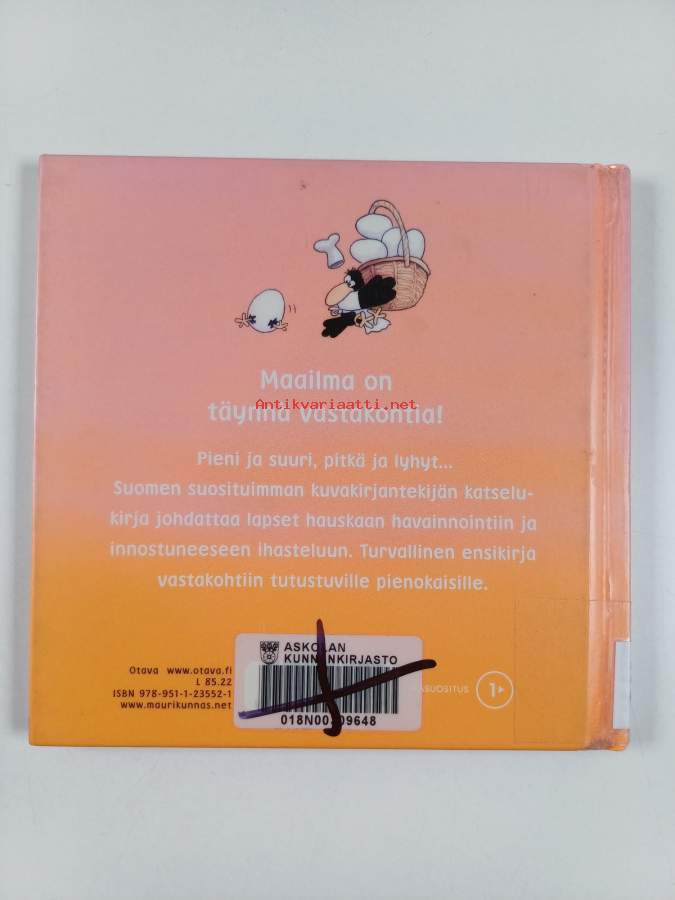 Maailma on
täynnä vastakohtia!
Antikvariaatti.net
Pieni ja suuri, pitkä ja lyhyt...
Suomen suosituimman kuvakirjantekijän katselu-
kirja johdattaa lapset hauskaan havainnointiin ja
innostuneeseen ihasteluun. Turvallinen ensikirja
vastakohtiin tutustuville pienokaisille.
ASKOLAN
KUNNANKIRJASTO
Otava www.otava.fi
L 85.22
ISBN 978-951-1-23552-1
www.maurikunnas.net
SUOSITUS 1+